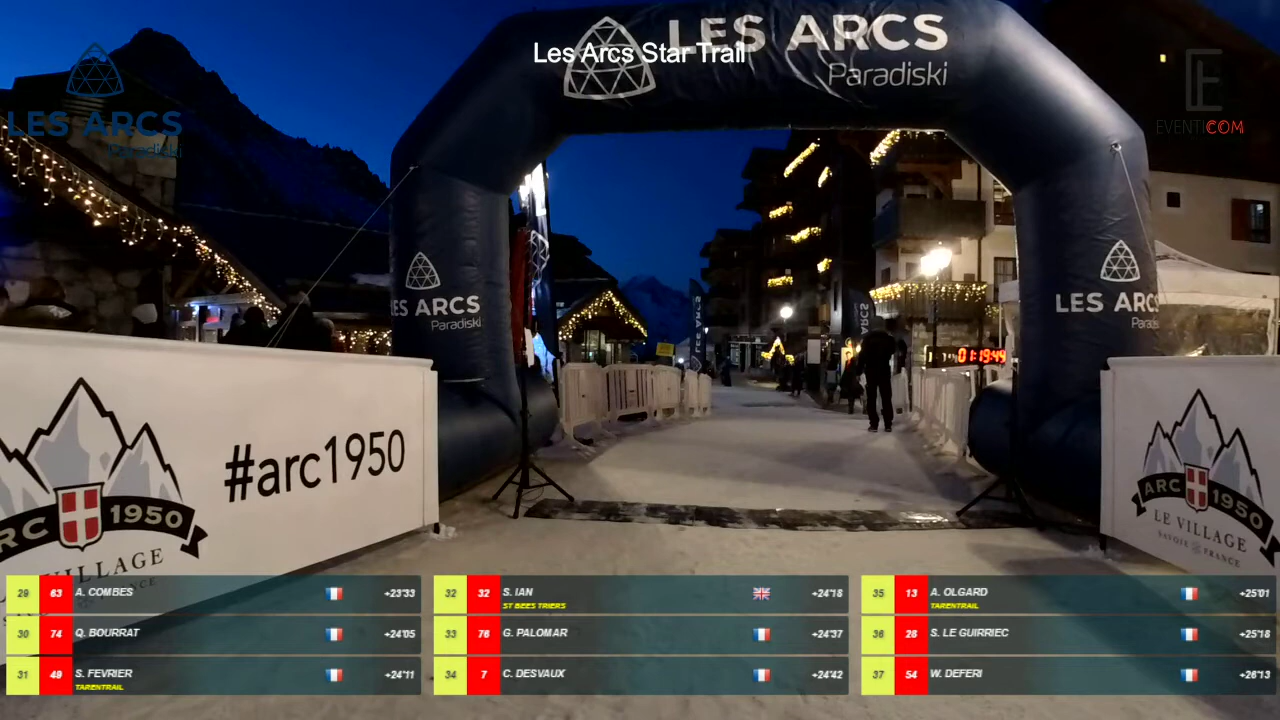 LES ARCS
Paradiski
Les Arcs Star Trail
LES ARCS
Paradiski
EVENTICOM
LES ARCS
Paradiski
LES ARCS
01:19:49
#arc1950
ARC 1950
LE VILLAGE
SAVOIE FRANCE
RC 1950
VILLAGE
29 63 A. COMBES +23'33
30 74 Q. BOURRAT +24'05
31 49 S. FEVRIER +24'11
TARENTRAIL
32 32 S. IAN +24'18
ST BEES TRIERS
33 76 G. PALOMAR +24'37
34 7 C. DESVAUX +24'42
35 13 A. OLGARD +25'01
TARENTRAIL
36 28 S. LE GUIRRIEC +25'18
37 54 W. DEFERI +26'13